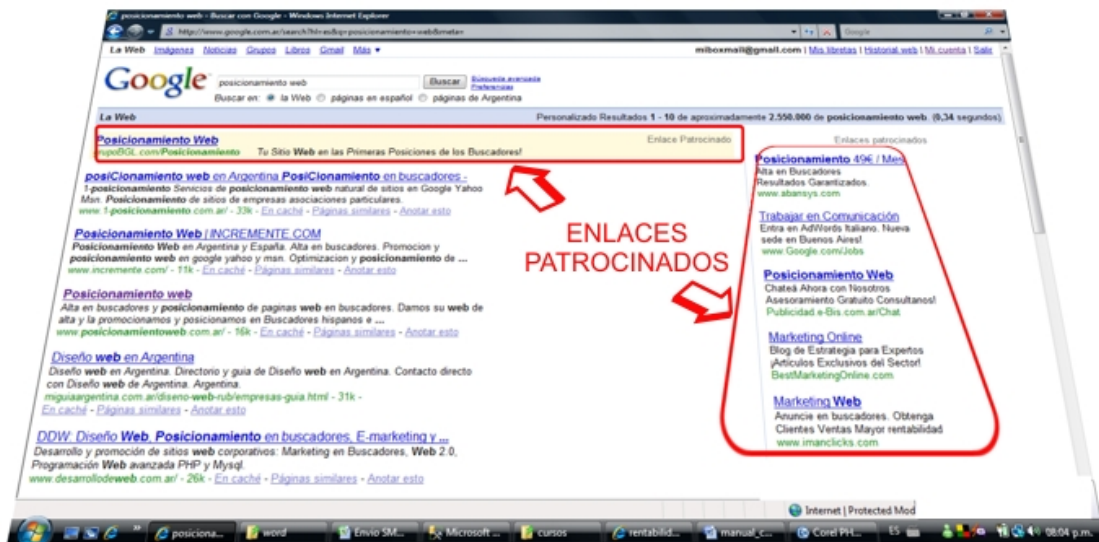 posicionamiento web - Buscar con Google - Windows Internet Explorer
http://www.google.com.ar/search?hl=es&q=posicionamiento+web&meta=
Google
La Web Imágenes Noticias Grupos Libros Gmail Más ▼
miboxmail@gmail.com | Mis libretas | Historial web | Mi cuenta | Salir
Google
posicionamiento web
Buscar
Búsqueda avanzada
Preferencias
Buscar en: la Web páginas en español páginas de Argentina
La Web
Personalizado Resultados 1 - 10 de aproximadamente 2.550.000 de posicionamiento web. (0,34 segundos)
Posicionamiento Web
Enlace Patrocinado
GrupoBGL.com/Posicionamiento Tu Sitio Web en las Primeras Posiciones de los Buscadores!
posiCionamiento web en Argentina PosiCionamiento en buscadores -
1-posicionamiento Servicios de posicionamiento web natural de sitios en Google Yahoo
Msn. Posicionamiento de sitios de empresas asociaciones particulares.
www.1-posicionamiento.com.ar/ - 33k - En caché - Páginas similares - Anotar esto
Posicionamiento Web | INCREMENTE.COM
Posicionamiento Web en Argentina y España. Alta en buscadores. Promocion y
posicionamiento web en google yahoo y msn. Optimizacion y posicionamiento de ...
www.incremente.com/ - 11k - En caché - Páginas similares - Anotar esto
Posicionamiento web
Alta en buscadores y posicionamiento de paginas web en buscadores. Damos su web de
alta y la promocionamos y posicionamos en Buscadores hispanos e ...
www.posicionamientoweb.com.ar/ - 16k - En caché - Páginas similares - Anotar esto
Diseño web en Argentina
Diseño web en Argentina. Directorio y guia de Diseño web en Argentina. Contacto directo
con Diseño web de Argentina. Argentina.
miguiaargentina.com.ar/diseno-web-rub/empresas-guia.html - 31k -
En caché - Páginas similares - Anotar esto
DDW: Diseño Web, Posicionamiento en buscadores, E-marketing y ...
Desarrollo y promoción de sitios web corporativos: Marketing en Buscadores, Web 2.0,
Programación Web avanzada PHP y Mysql.
www.desarrollodeweb.com.ar/ - 26k - En caché - Páginas similares - Anotar esto
ENLACES
PATROCINADOS
Enlaces patrocinados
Posicionamiento 49€ / Mes
Alta en Buscadores
Resultados Garantizados.
www.abansys.com
Trabajar en Comunicación
Entra en AdWords Italiano. Nueva
sede en Buenos Aires!
www.Google.com/Jobs
Posicionamiento Web
Chateá Ahora con Nosotros
Asesoramiento Gratuito Consultanos!
Publicidad.e-Bis.com.ar/Chat
Marketing Online
Blog de Estrategia para Expertos
¡Artículos Exclusivos del Sector!
BestMarketingOnline.com
Marketing Web
Anuncie en buscadores. Obtenga
Clientes Ventas Mayor rentabilidad
www.imanclicks.com
Internet | Protected Mod
posiciona... word Envio SM... Microsoft ... cursos rentabilid... manual_c... Corel PH... ES 08:04 p.m.